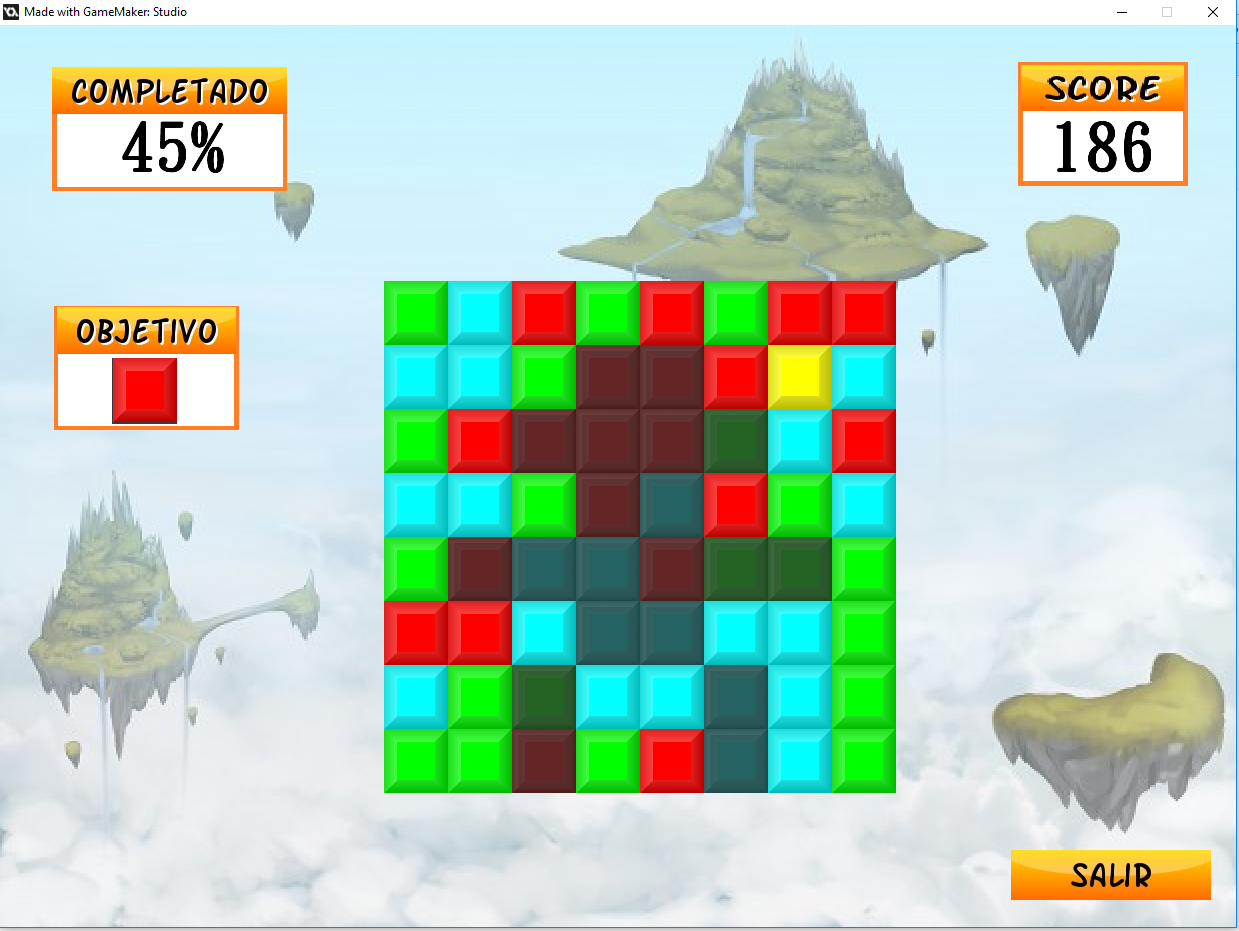 Made with GameMaker: Studio
COMPLETADO
45%
SCORE
186
OBJETIVO
SALIR